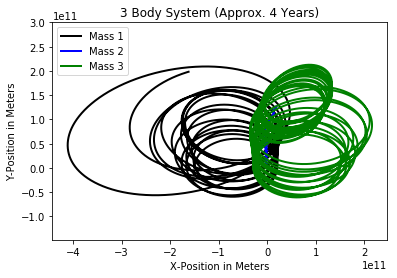 3 Body System (Approx. 4 Years)
1e11
Mass 1
Mass 2
Mass 3
3.0
2.5
2.0
1.5
1.0
0.5
0.0
−0.5
−1.0
Y-Position in Meters
−4 −3 −2 −1 0 1 2
X-Position in Meters
1e11